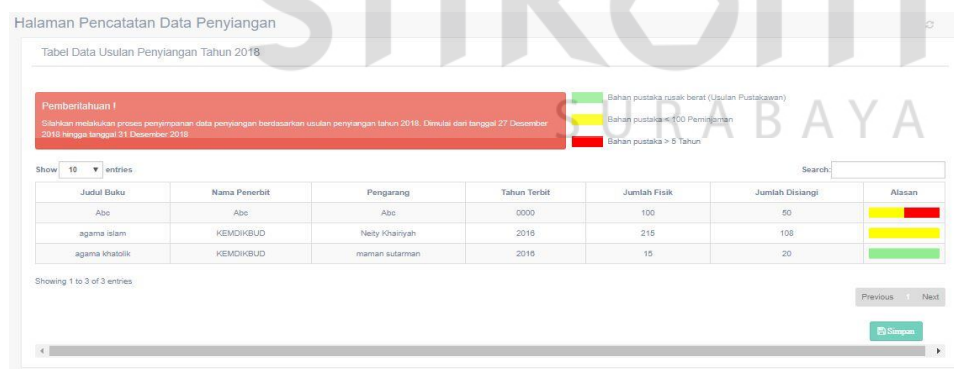 Halaman Pencatatan Data Penyiangan
Tabel Data Usulan Penyiangan Tahun 2018
Pemberitahuan !
Silahkan melakukan proses penyimpanan data penyiangan berdasarkan usulan penyiangan tahun 2018. Dimulai dari tanggal 27 Desember
2018 hingga tanggal 31 Desember 2018
Bahan pustaka rusak berat (Usulan Pustakawan)
Bahan pustaka < 100 Peminjaman
Bahan pustaka > 5 Tahun
SURABAYA
Show 10 entries
Search:
Judul Buku Nama Penerbit Pengarang Tahun Terbit Jumlah Fisik Jumlah Disiangi Alasan
Abc Abc Abc 0000 100 50
agama islam KEMDIKBUD Neity Khairiyah 2016 215 108
agama khatolik KEMDIKBUD maman sutarman 2016 15 20
Showing 1 to 3 of 3 entries
Previous 1 Next
Simpan